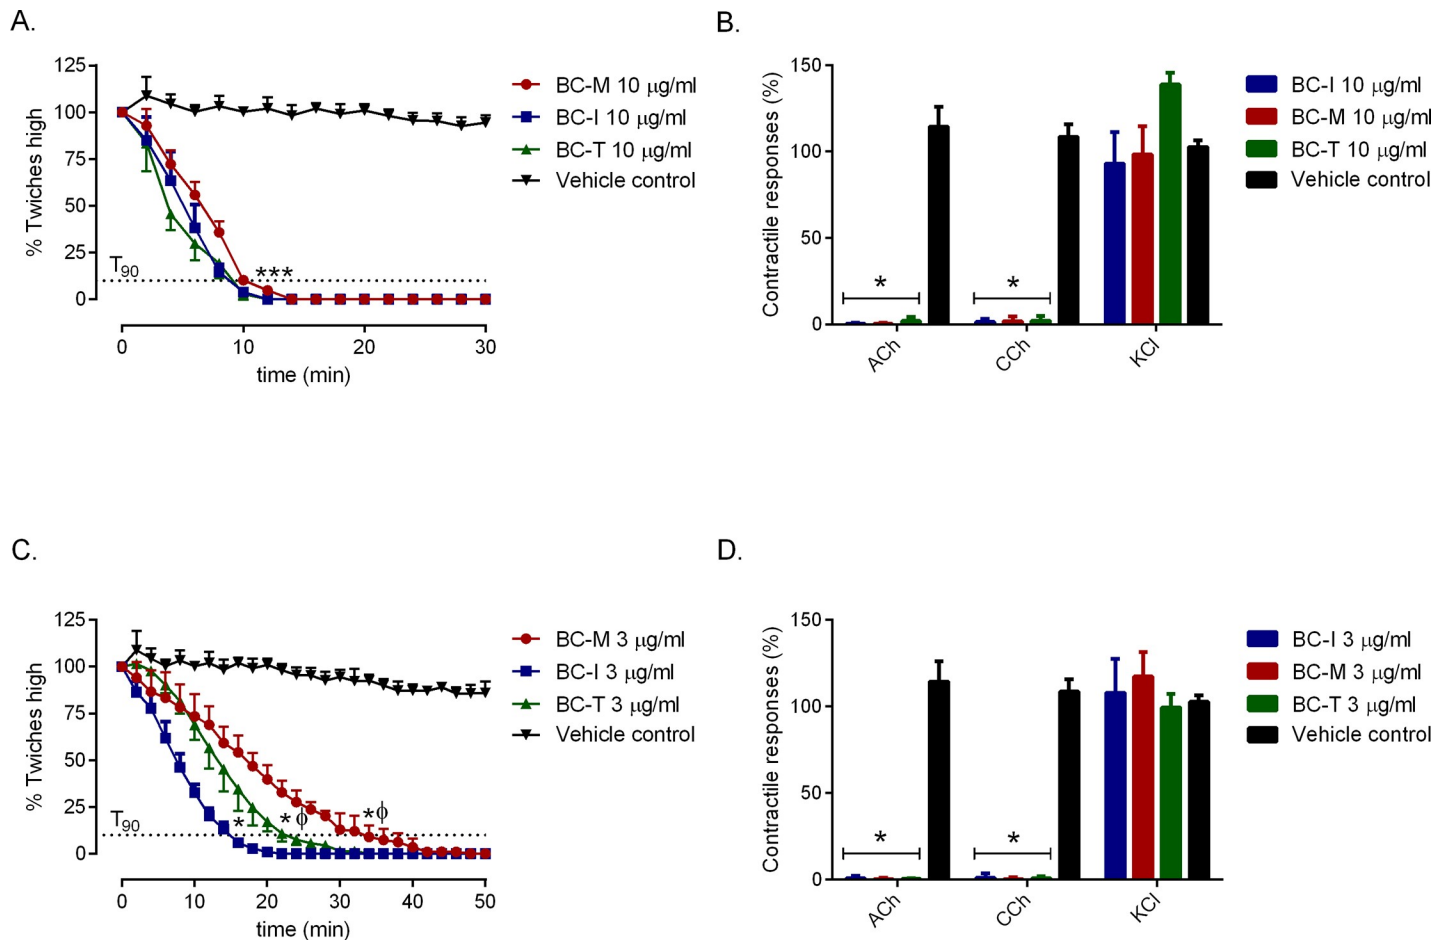 A.
% Twiches high
125
100
75
50
25
0
T90
***
0 10 20 30
time (min)
BC-M 10 μg/ml
BC-I 10 μg/ml
BC-T 10 μg/ml
Vehicle control
B.
Contractile responses (%)
150
100
50
0
* *
ACh CCh KCl
BC-I 10 μg/ml
BC-M 10 μg/ml
BC-T 10 μg/ml
Vehicle control
C.
% Twiches high
125
100
75
50
25
0
T90
* *ϕ *ϕ
0 10 20 30 40 50
time (min)
BC-M 3 μg/ml
BC-I 3 μg/ml
BC-T 3 μg/ml
Vehicle control
D.
Contractile responses (%)
150
100
50
0
* *
ACh CCh KCl
BC-I 3 μg/ml
BC-M 3 μg/ml
BC-T 3 μg/ml
Vehicle control